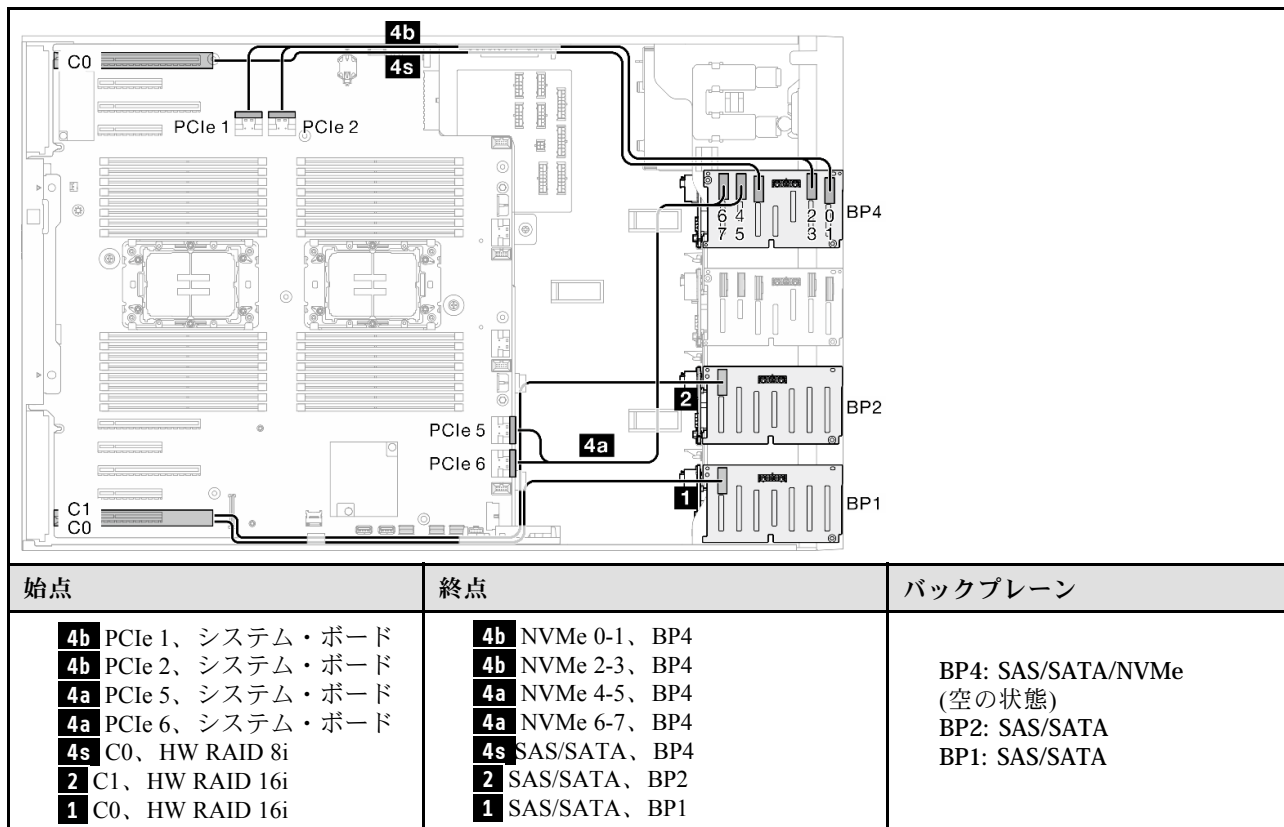 4b
4s
C0
PCIe 1
PCIe 2
6 4 2 0
7 5 3 1
BP4
2
BP2
PCIe 5
4a
PCIe 6
1
BP1
C1
C0
始点
終点
バックプレーン
4b PCIe 1、システム・ボード
4b PCIe 2、システム・ボード
4a PCIe 5、システム・ボード
4a PCIe 6、システム・ボード
4s C0、HW RAID 8i
2 C1、HW RAID 16i
1 C0、HW RAID 16i
4b NVMe 0-1、BP4
4b NVMe 2-3、BP4
4a NVMe 4-5、BP4
4a NVMe 6-7、BP4
4s SAS/SATA、BP4
2 SAS/SATA、BP2
1 SAS/SATA、BP1
BP4: SAS/SATA/NVMe
(空の状態)
BP2: SAS/SATA
BP1: SAS/SATA